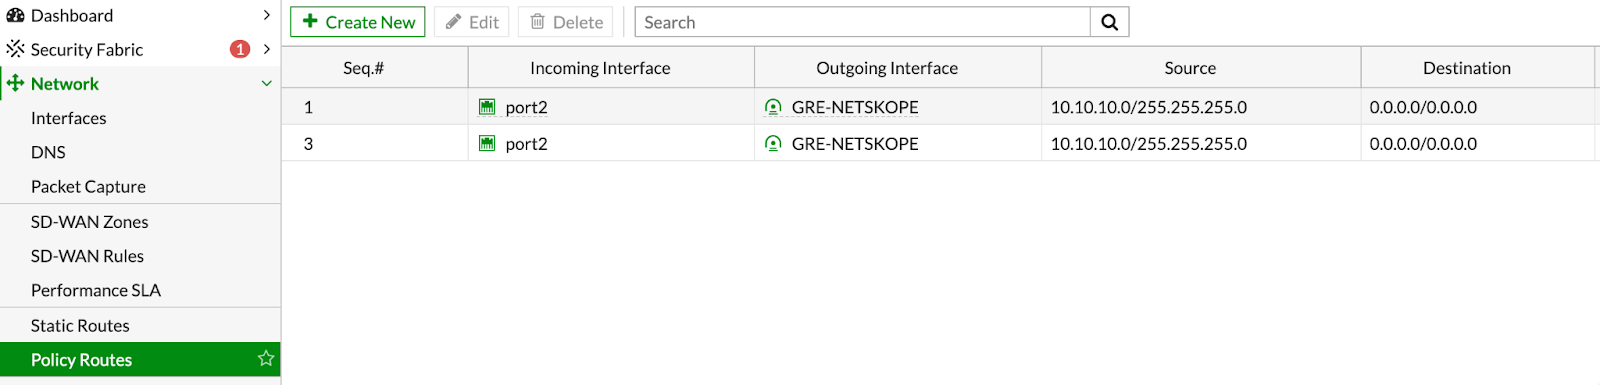 Dashboard
Security Fabric 1
Network
Interfaces
DNS
Packet Capture
SD-WAN Zones
SD-WAN Rules
Performance SLA
Static Routes
Policy Routes
+ Create New Edit Delete Search
Seq.# Incoming Interface Outgoing Interface Source Destination
1 port2 GRE-NETSKOPE 10.10.10.0/255.255.255.0 0.0.0.0/0.0.0.0
3 port2 GRE-NETSKOPE 10.10.10.0/255.255.255.0 0.0.0.0/0.0.0.0